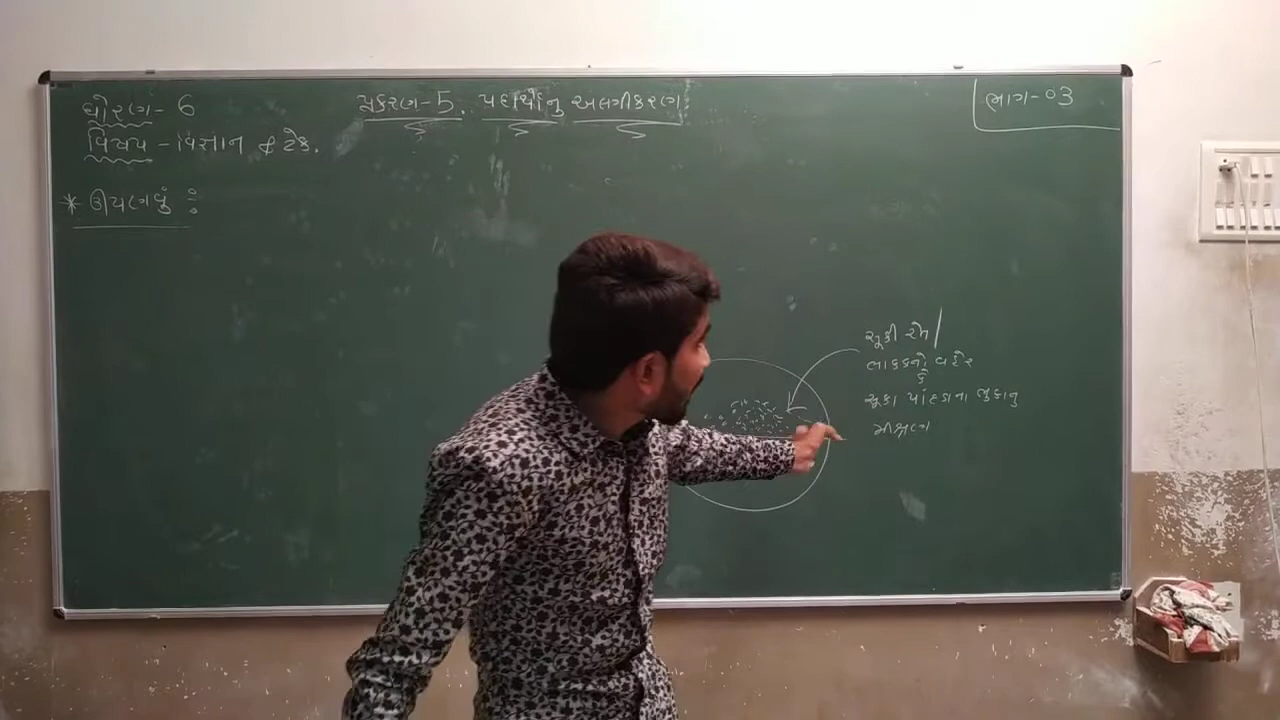 ધોરણ - 6
પ્રકરણ - 5. પદાર્થોનુ અલગીકરણ
ભાગ - 03
વિષય - વિજ્ઞાન & ટેક.
* ઊપણવું :
સૂકી રેત /
લાકડાનો વહેર
કે
સૂકા પાંદડાના ભુકાનુ
મીશ્રણ